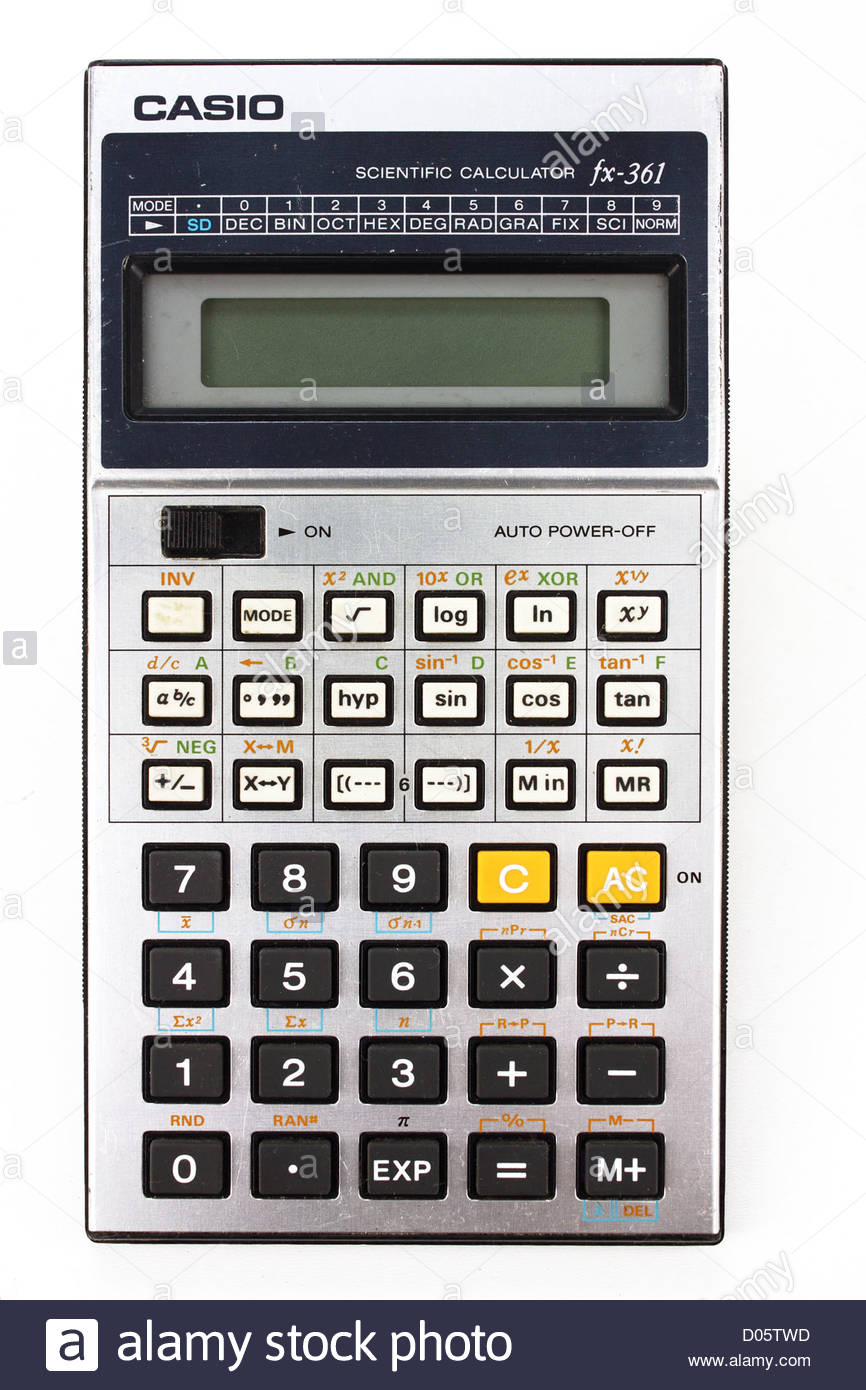 CASIO
SCIENTIFIC CALCULATOR fx-361
MODE · 0 1 2 3 4 5 6 7 8 9
► SD DEC BIN OCT HEX DEG RAD GRA FIX SCI NORM
► ON AUTO POWER-OFF
INV x² AND 10ˣ OR eˣ XOR x¹/ʸ
MODE √ log ln xʸ
d/c A ← B C sin⁻¹ D cos⁻¹ E tan⁻¹ F
a b/c ° ’ ” hyp sin cos tan
³√ NEG X↔M 1/x x!
+/− X↔Y [(--- 6 ---)] M in MR
7 8 9 C AC ON
x̄ σn σn-1 SAC
nPr nCr
4 5 6 × ÷
Σx² Σx n R→P P→R
1 2 3 + −
RND RAN# π % M−
0 · EXP = M+
DEL
alamy
a alamy stock photo
D05TWD
www.alamy.com